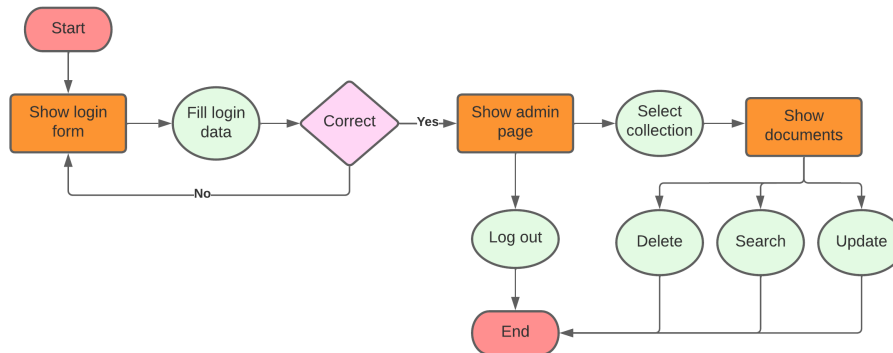 Start
Show login
form
Fill login
data
Correct
Yes
No
Show admin
page
Select
collection
Show
documents
Log out
Delete
Search
Update
End